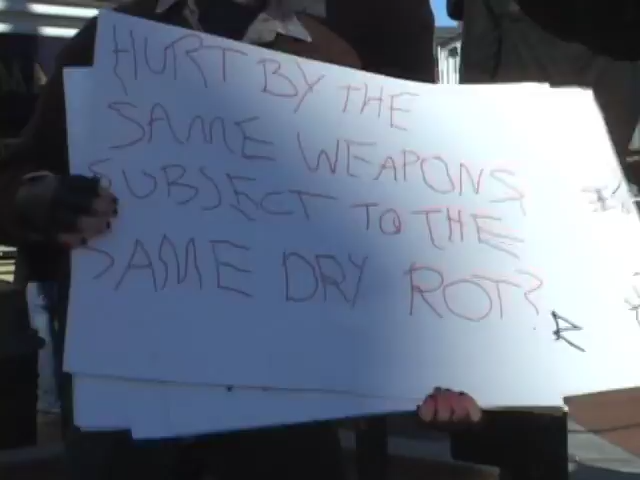 HURT BY THE
SAME WEAPONS,
SUBJECT TO THE
SAME DRY ROT?
R